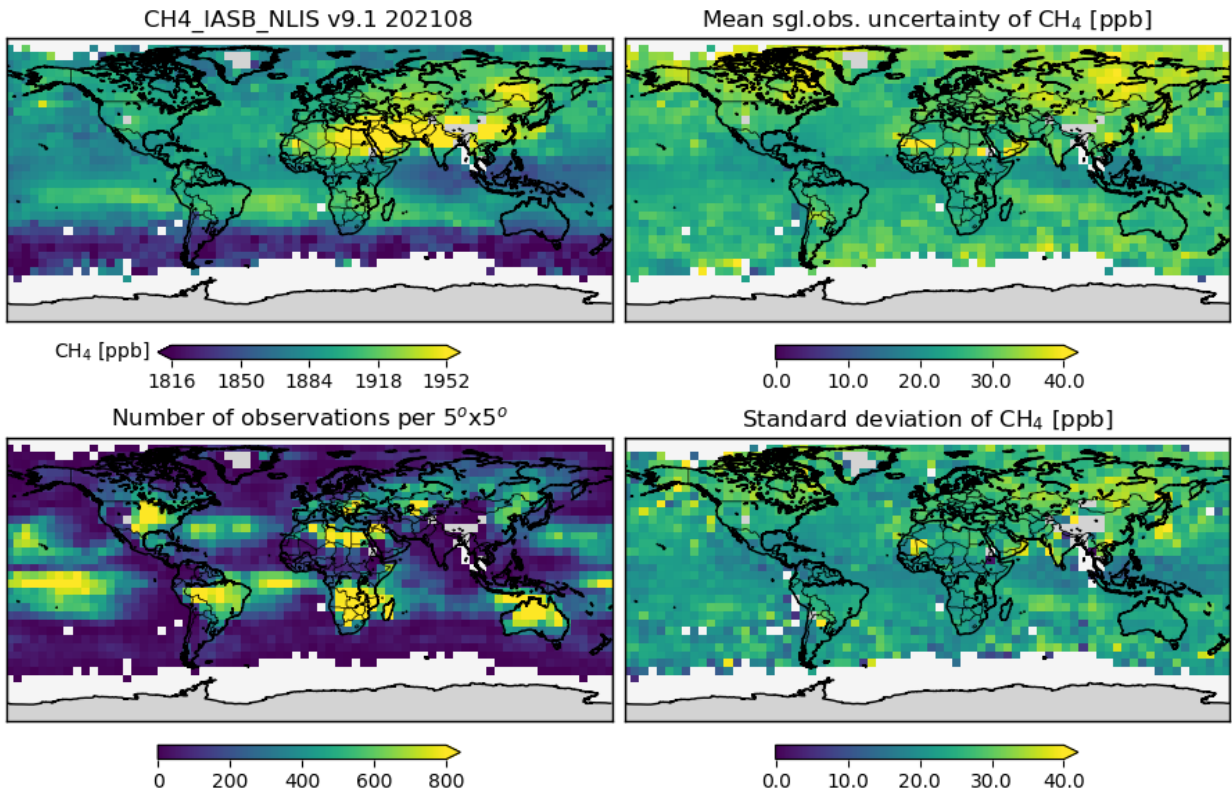 CH4_IASB_NLIS v9.1 202108
Mean sgl.obs. uncertainty of CH₄ [ppb]
CH₄ [ppb]
1816 1850 1884 1918 1952
0.0 10.0 20.0 30.0 40.0
Number of observations per 5°x5°
Standard deviation of CH₄ [ppb]
0 200 400 600 800
0.0 10.0 20.0 30.0 40.0